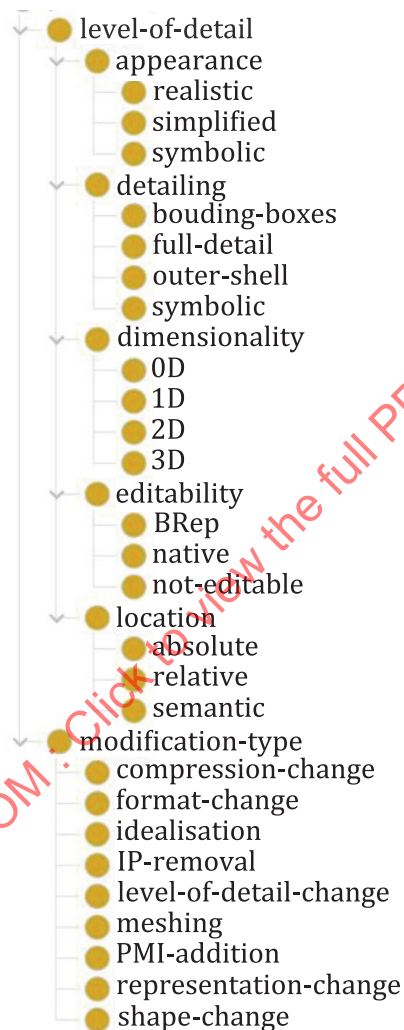 level-of-detail
appearance
realistic
simplified
symbolic
detailing
bouding-boxes
full-detail
outer-shell
symbolic
dimensionality
0D
1D
2D
3D
editability
BRep
native
not-editable
location
absolute
relative
semantic
modification-type
compression-change
format-change
idealisation
IP-removal
level-of-detail-change
meshing
PMI-addition
representation-change
shape-change
OM : Click to view the full